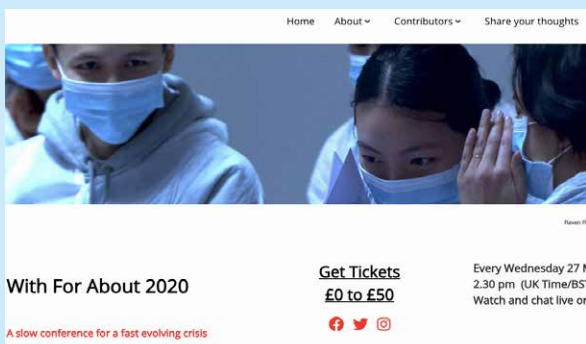 Home About Contributors Share your thoughts
With For About 2020
A slow conference for a fast evolving crisis
Get Tickets
£0 to £50
Every Wednesday 27 M
2.30 pm (UK Time/BST
Watch and chat live on